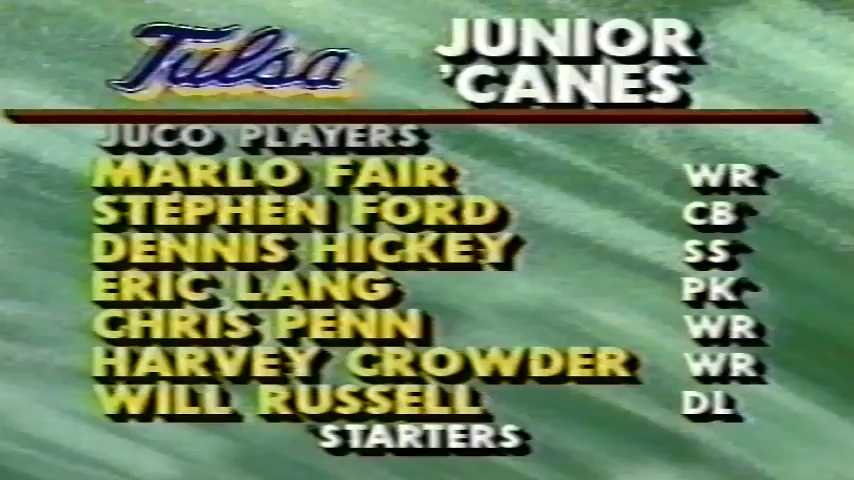 Tulsa
JUNIOR
'CANES
JUCO PLAYERS
MARLO FAIR WR
STEPHEN FORD CB
DENNIS HICKEY SS
ERIC LANG PK
CHRIS PENN WR
HARVEY CROWDER WR
WILL RUSSELL DL
STARTERS